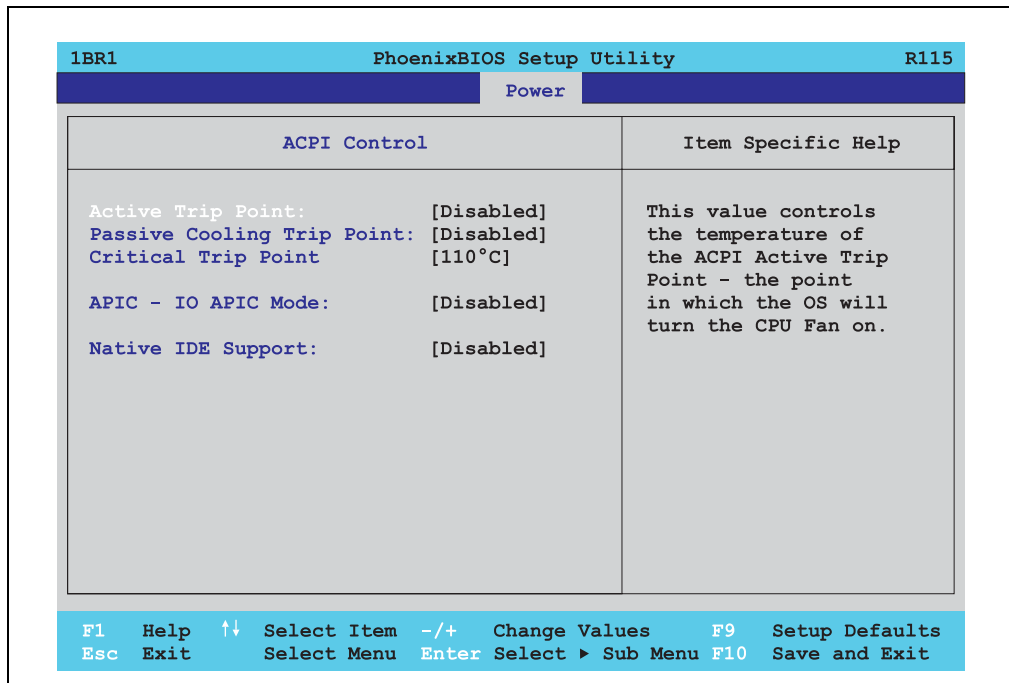 1BR1 PhoenixBIOS Setup Utility R115
Power
ACPI Control
Item Specific Help
Active Trip Point: [Disabled]
Passive Cooling Trip Point: [Disabled]
Critical Trip Point [110°C]
APIC – IO APIC Mode: [Disabled]
Native IDE Support: [Disabled]
This value controls
the temperature of
the ACPI Active Trip
Point – the point
in which the OS will
turn the CPU Fan on.
F1 Help ↑↓ Select Item -/+ Change Values F9 Setup Defaults
Esc Exit Select Menu Enter Select ▶ Sub Menu F10 Save and Exit